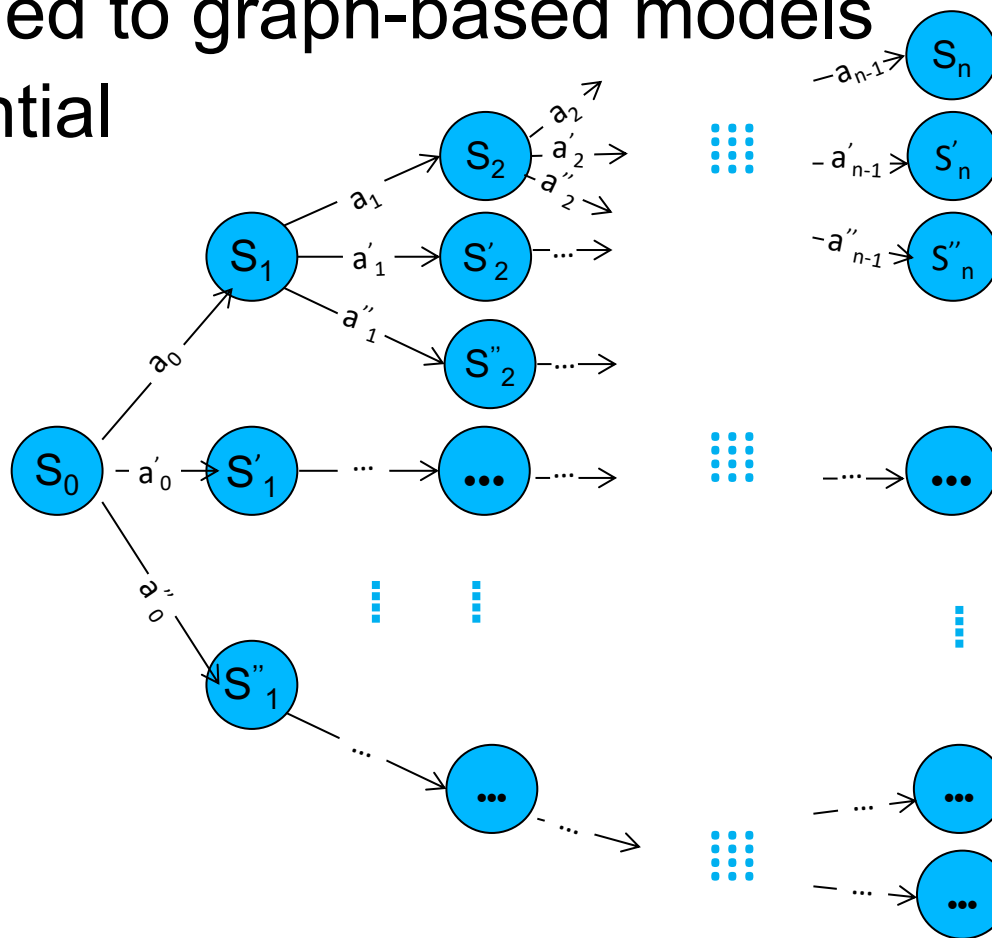 ed to graph-based models
ntial
S₀
a₀
a'₀
a''₀
S₁
S'₁
S''₁
a₁
a'₁
a''₁
...
...
S₂
S'₂
S''₂
...
...
a₂
a'₂
a''₂
...
...
...
...
aₙ₋₁
a'ₙ₋₁
a''ₙ₋₁
...
...
...
Sₙ
S'ₙ
S''ₙ
...
...
...